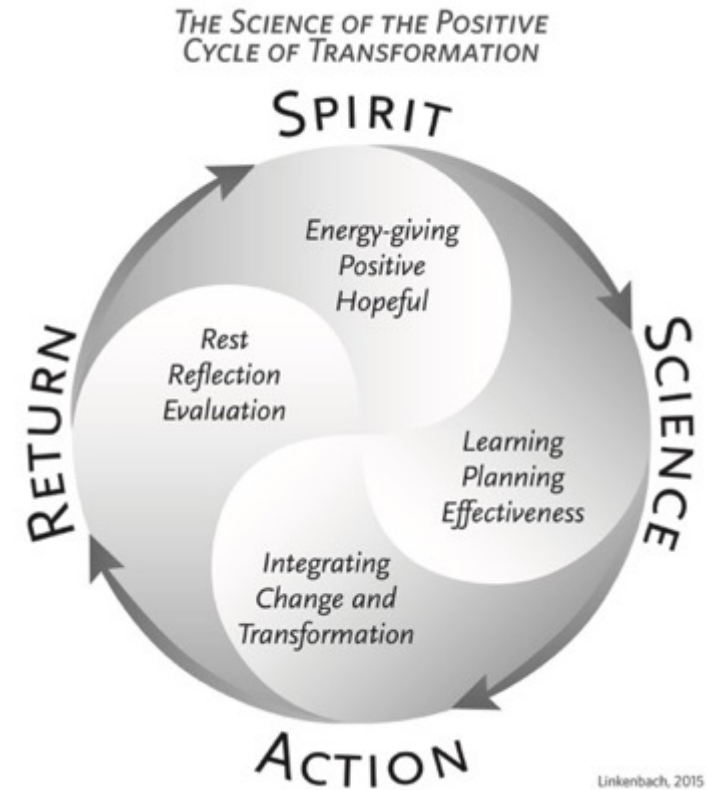 THE SCIENCE OF THE POSITIVE
CYCLE OF TRANSFORMATION
SPIRIT
Energy-giving
Positive
Hopeful
SCIENCE
Learning
Planning
Effectiveness
ACTION
Integrating
Change and
Transformation
RETURN
Rest
Reflection
Evaluation
Linkenbach, 2015